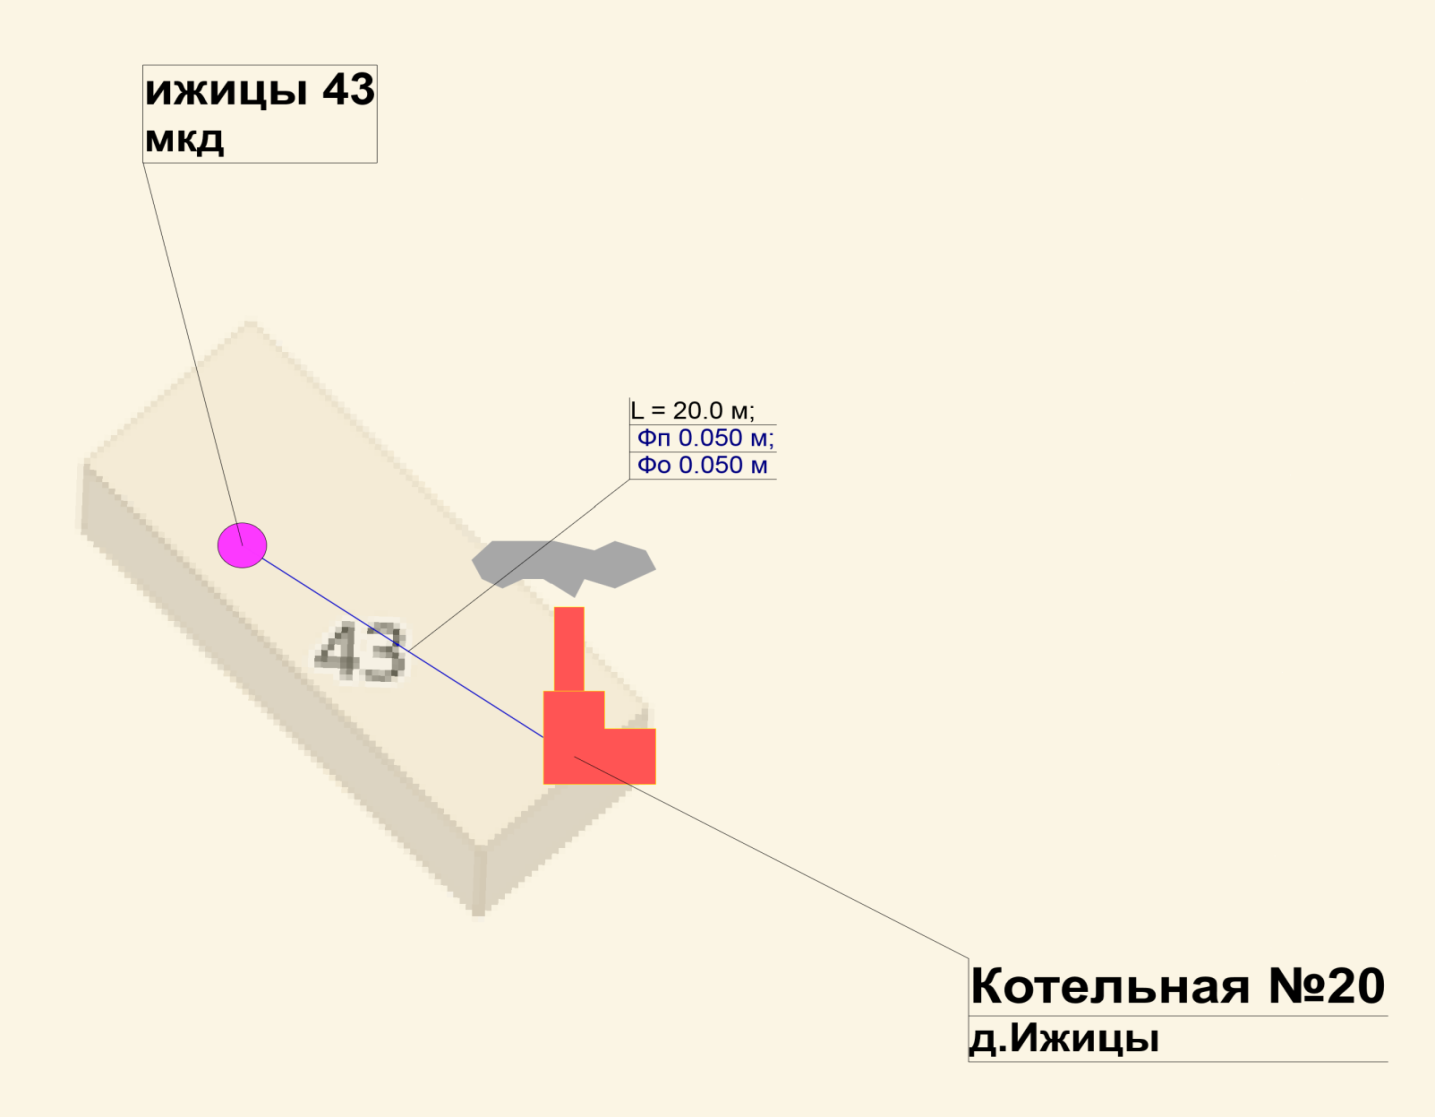 ижицы 43
мкд
L = 20.0 м;
Фп 0.050 м;
Фо 0.050 м
43
Котельная №20
д.Ижицы